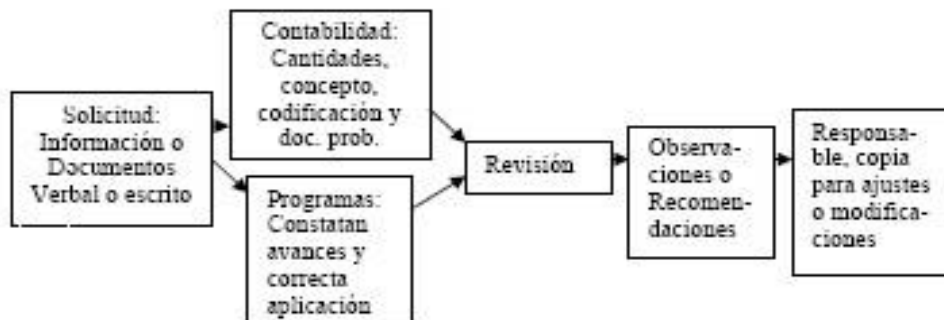 Solicitud:
Información o
Documentos
Verbal o escrito
Contabilidad:
Cantidades,
concepto,
codificación y
doc. prob.
Programas:
Constatan
avances y
correcta
aplicación
Revisión
Observa-
ciones o
Recomen-
daciones
Responsa-
ble, copia
para ajustes
o modifica-
ciones